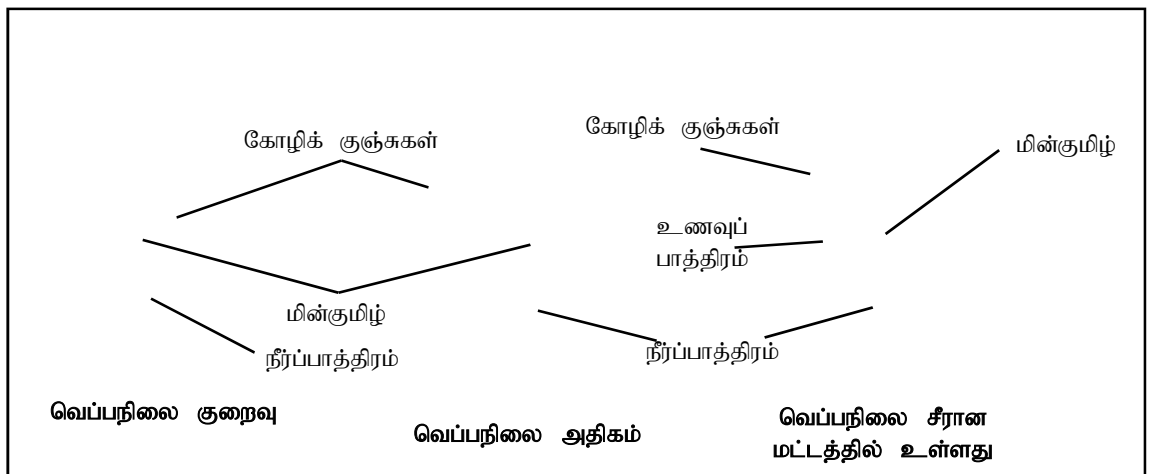 கோழிக் குஞ்சுகள்
கோழிக் குஞ்சுகள்
மின்குமிழ்
உணவுப்
பாத்திரம்
மின்குமிழ்
நீர்ப்பாத்திரம்
நீர்ப்பாத்திரம்
வெப்பநிலை குறைவு
வெப்பநிலை அதிகம்
வெப்பநிலை சீரான
மட்டத்தில் உள்ளது